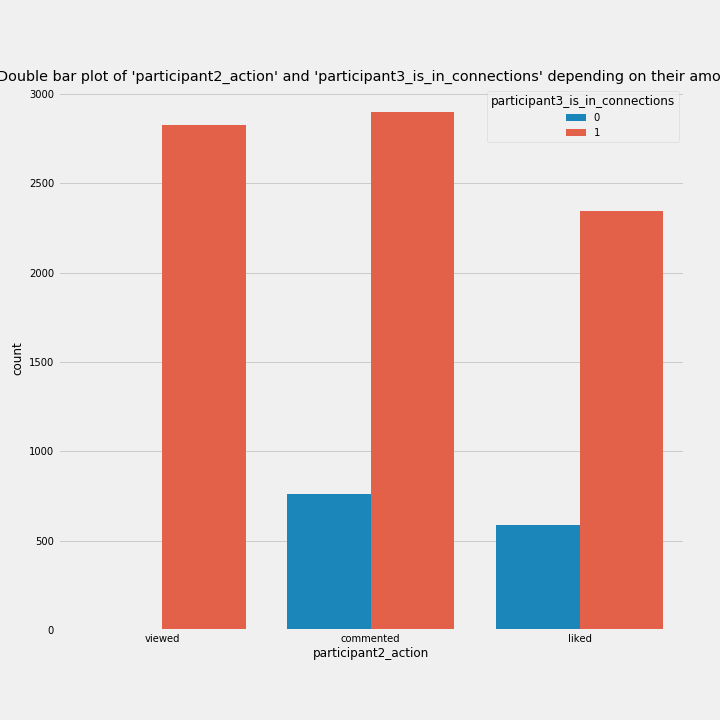 Double bar plot of 'participant2_action' and 'participant3_is_in_connections' depending on their amo
participant3_is_in_connections
0
1
3000
2500
2000
1500
1000
500
0
count
viewed commented liked
participant2_action